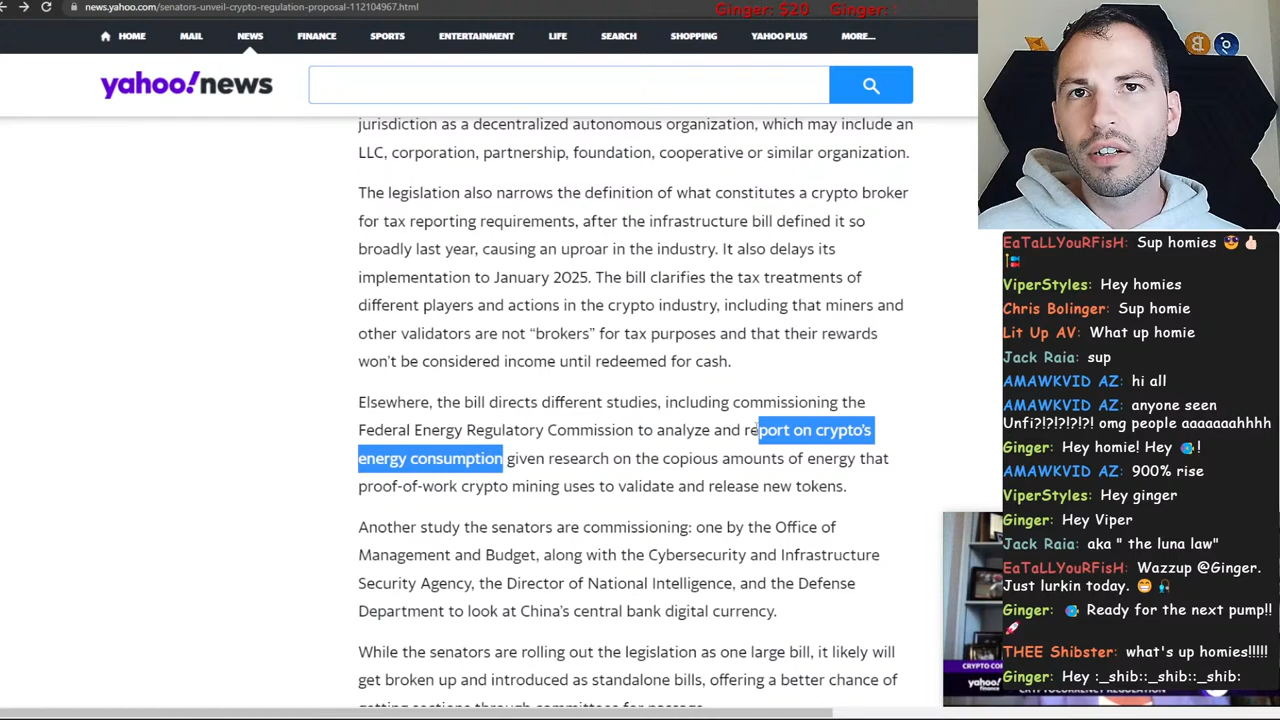 news.yahoo.com/senators-unveil-crypto-regulation-proposal-112104967.html
Ginger: $20 Ginger:
HOME MAIL NEWS FINANCE SPORTS ENTERTAINMENT LIFE SEARCH SHOPPING YAHOO PLUS MORE...
yahoo!news
jurisdiction as a decentralized autonomous organization, which may include an
LLC, corporation, partnership, foundation, cooperative or similar organization.
The legislation also narrows the definition of what constitutes a crypto broker
for tax reporting requirements, after the infrastructure bill defined it so
broadly last year, causing an uproar in the industry. It also delays its
implementation to January 2025. The bill clarifies the tax treatments of
different players and actions in the crypto industry, including that miners and
other validators are not “brokers” for tax purposes and that their rewards
won’t be considered income until redeemed for cash.
Elsewhere, the bill directs different studies, including commissioning the
Federal Energy Regulatory Commission to analyze and report on crypto’s
energy consumption given research on the copious amounts of energy that
proof-of-work crypto mining uses to validate and release new tokens.
Another study the senators are commissioning: one by the Office of
Management and Budget, along with the Cybersecurity and Infrastructure
Security Agency, the Director of National Intelligence, and the Defense
Department to look at China’s central bank digital currency.
While the senators are rolling out the legislation as one large bill, it likely will
get broken up and introduced as standalone bills, offering a better chance of
EaTaLLYouRFisH: Sup homies 😎👍🏻
🎏
ViperStyles: Hey homies
Chris Bolinger: Sup homie
Lit Up AV: What up homie
Jack Raia: sup
AMAWKVID AZ: hi all
AMAWKVID AZ: anyone seen
Unfi?!?!?!?!?! omg people aaaaaaahhhh
Ginger: Hey homie! Hey !
AMAWKVID AZ: 900% rise
ViperStyles: Hey ginger
Ginger: Hey Viper
Jack Raia: aka " the luna law"
EaTaLLYouRFisH: Wazzup @Ginger.
Just lurkin today. 😁 🎣
Ginger: Ready for the next pump!!
🚀
THEE Shibster: what's up homies!!!!!
Ginger: Hey :_shib::_shib::_shib:
CRYPTO CO
yahoo!
finance